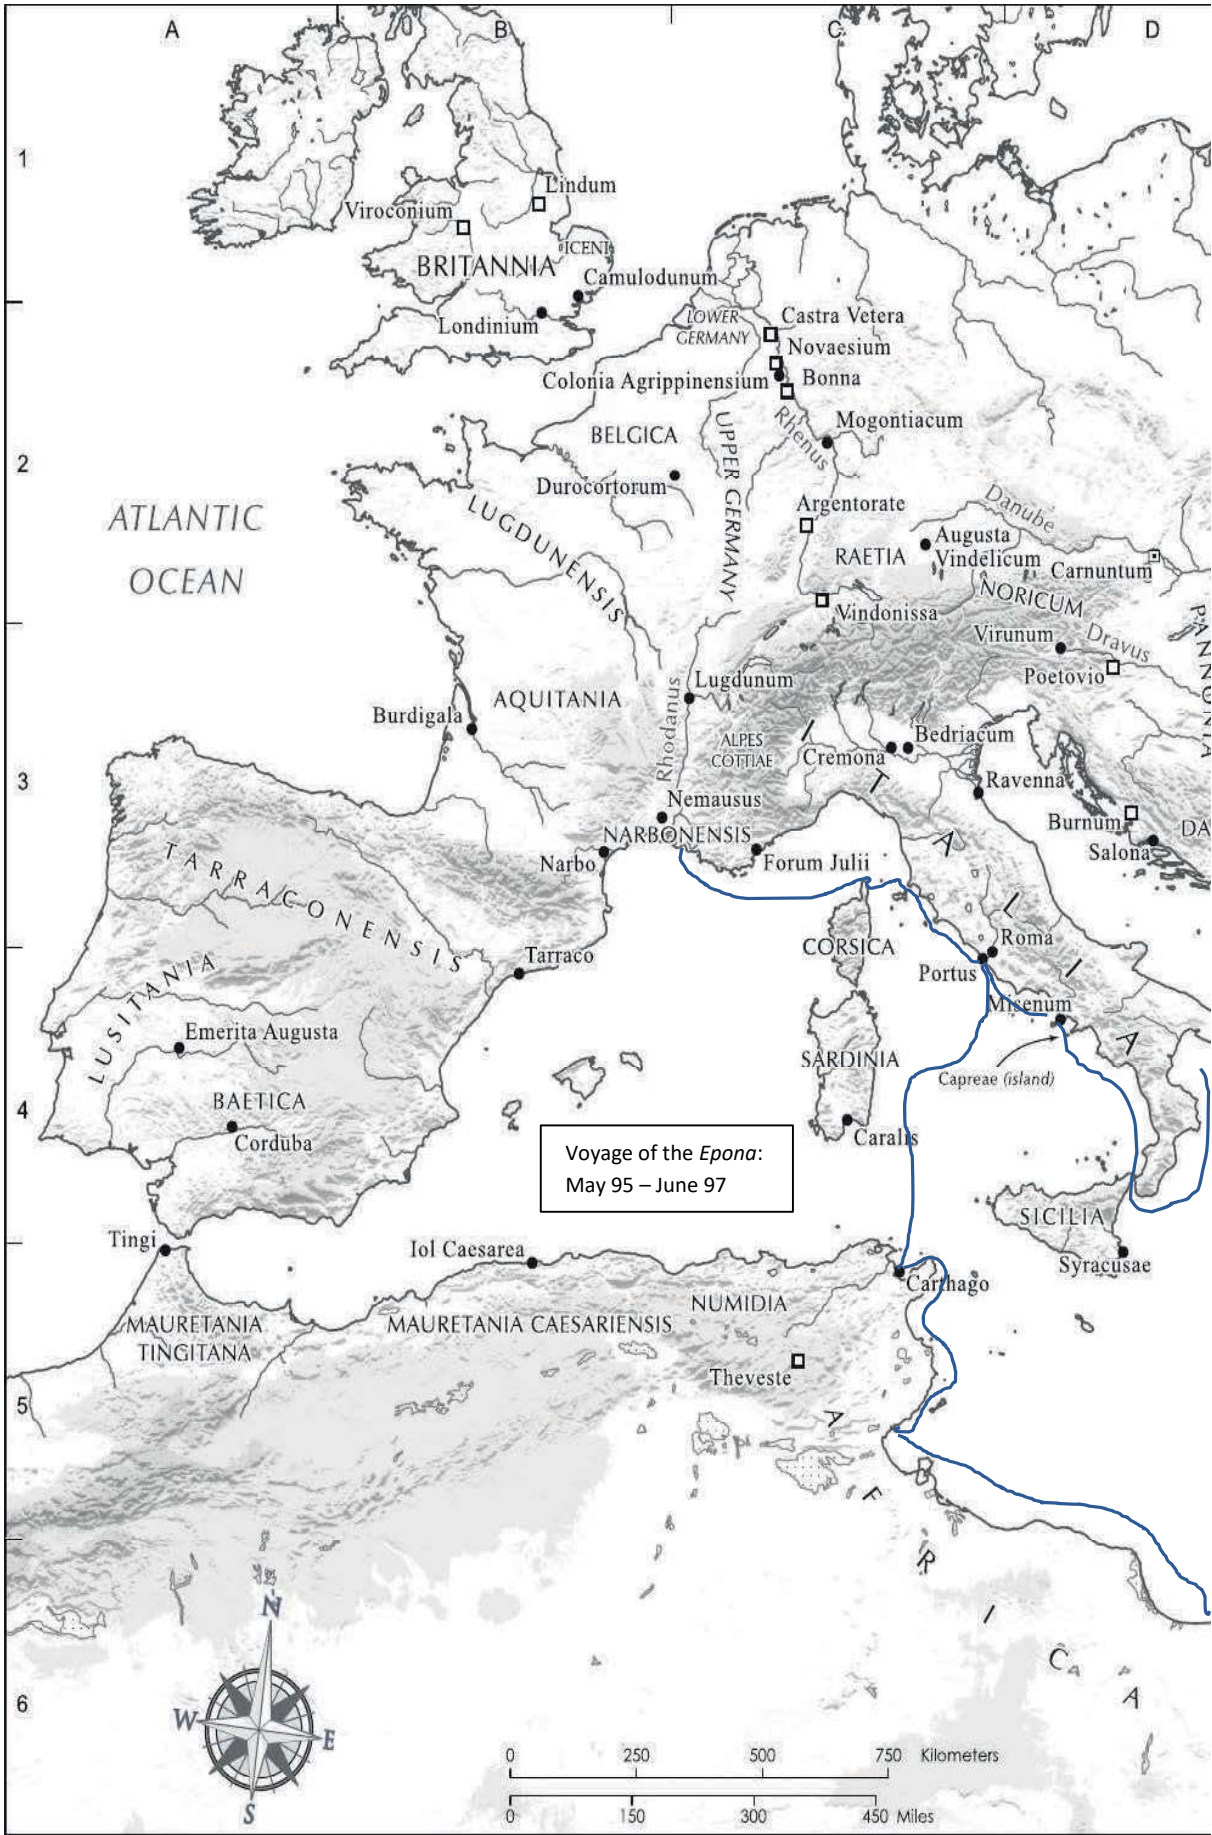 A
B
C
D
1
Lindum
Viroconium
ICENI
BRITANNIA
Camulodunum
Londinium
LOWER
GERMANY
Castra Vetera
Novaesium
Colonia Agrippinensium
Bonna
Rhenus
Mogontiacum
2
BELGICA
UPPER GERMANY
Durocortorum
LUGDUNENSIS
Argentorate
Danube
ATLANTIC
OCEAN
RAETIA
Augusta
Vindelicum
Carnuntum
NORICUM
Vindonissa
PANNONIA
Virunum
Dravus
Poetovio
Lugdunum
AQUITANIA
Burdigala
Rhodanus
ALPES
COTTIAE
Bedriacum
Cremona
ITALIA
3
Ravenna
Nemausus
NARBONENSIS
Burnum
DA
Salona
Narbo
Forum Julii
TARRACONENSIS
Roma
CORSICA
Tarraco
Portus
LUSITANIA
Misenum
Emerita Augusta
SARDINIA
Capreae (island)
4
BAETICA
Corduba
Caralis
Voyage of the Epona:
May 95 – June 97
SICILIA
Tingi
Iol Caesarea
Syracusae
Carthago
NUMIDIA
MAURETANIA
TINGITANA
MAURETANIA CAESARIENSIS
Theveste
5
AFRICA
N
W
E
S
6
0
250
500
750
Kilometers
0
150
300
450 Miles